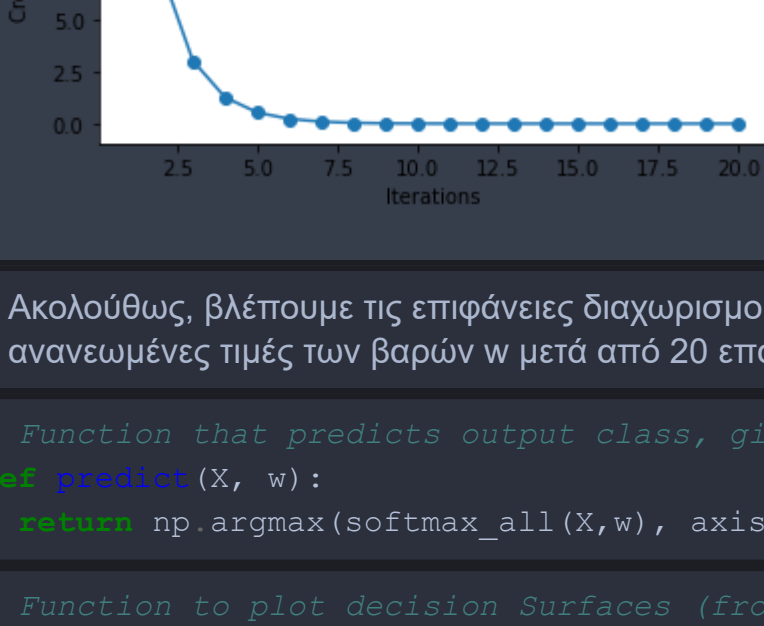 5.0
2.5
0.0
2.5 5.0 7.5 10.0 12.5 15.0 17.5 20.0
Iterations
Ακολούθως, βλέπουμε τις επιφάνειες διαχωρισμο
ανανεωμένες τιμές των βαρών w μετά από 20 επα
Function that predicts output class, gi
ef predict(X, w):
return np.argmax(softmax_all(X,w), axis
Function to plot decision Surfaces (fro